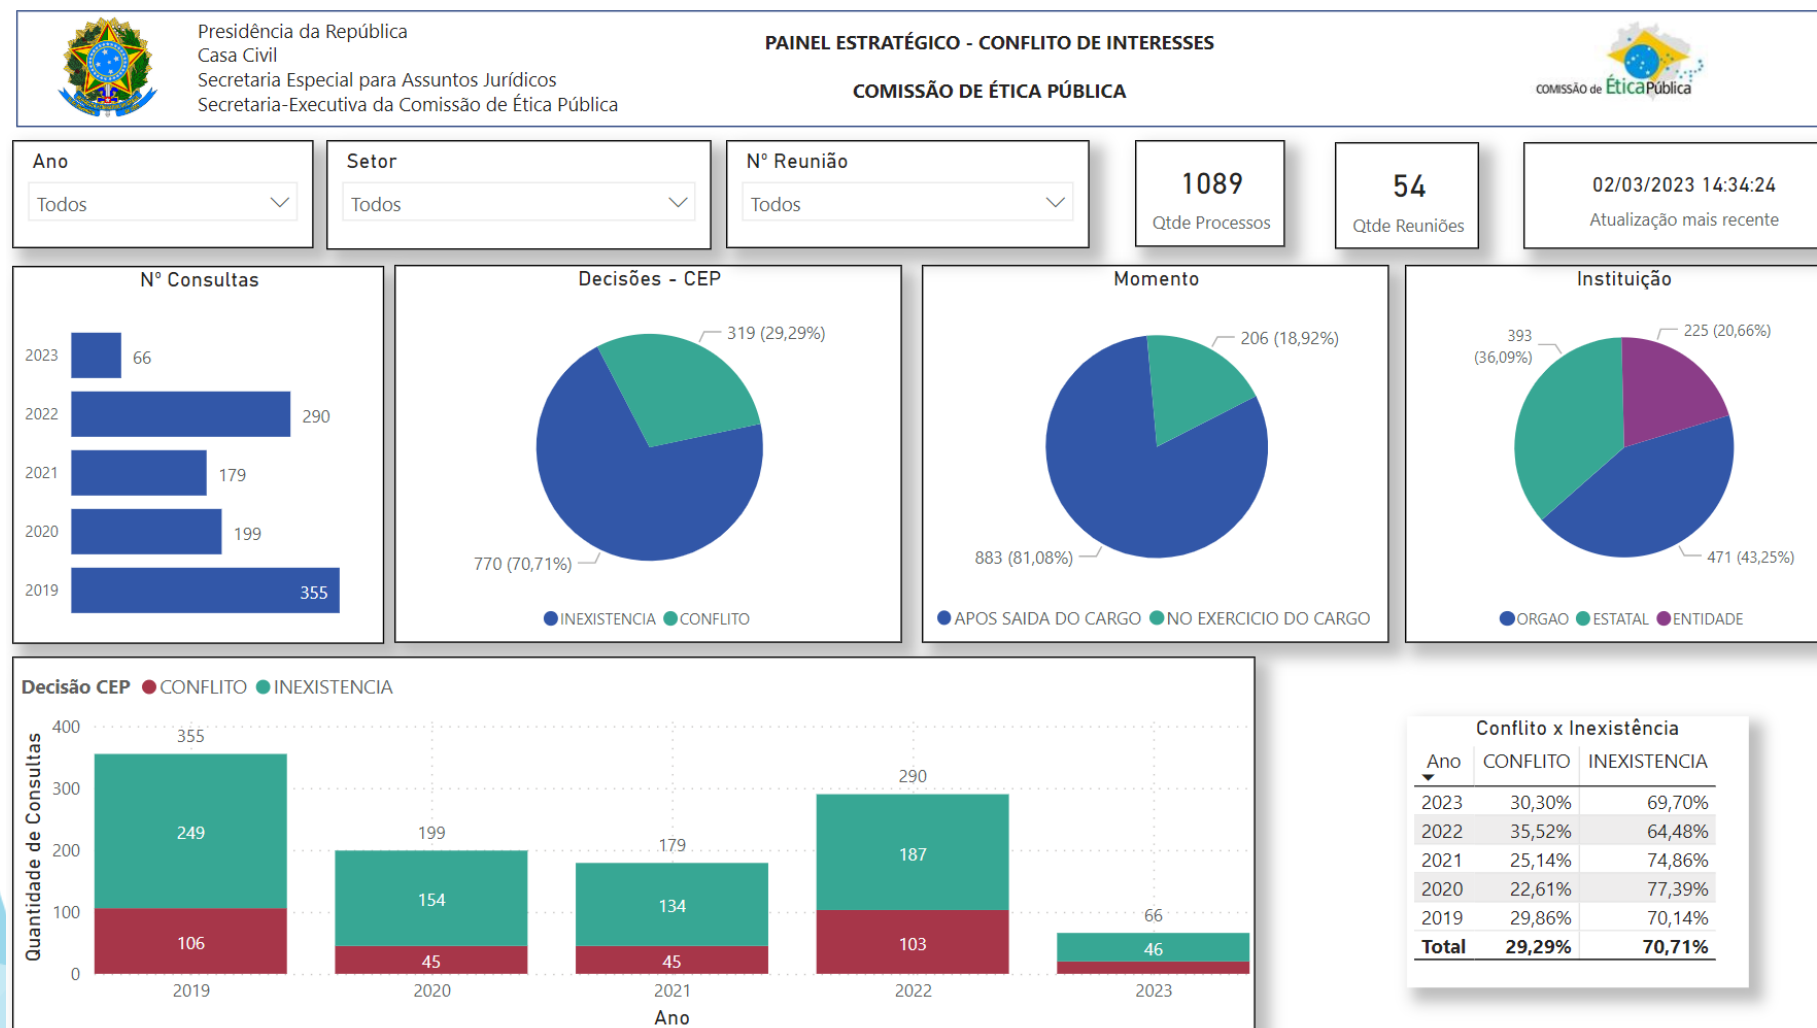 Presidência da República
Casa Civil
Secretaria Especial para Assuntos Jurídicos
Secretaria-Executiva da Comissão de Ética Pública
PAINEL ESTRATÉGICO - CONFLITO DE INTERESSES
COMISSÃO DE ÉTICA PÚBLICA
COMISSÃO de ÉticaPública
Ano
Todos
Setor
Todos
Nº Reunião
Todos
1089
Qtde Processos
54
Qtde Reuniões
02/03/2023 14:34:24
Atualização mais recente
Nº Consultas
2023 66
2022 290
2021 179
2020 199
2019 355
Decisões - CEP
319 (29,29%)
770 (70,71%)
INEXISTENCIA CONFLITO
Momento
206 (18,92%)
883 (81,08%)
APOS SAIDA DO CARGO NO EXERCICIO DO CARGO
Instituição
393
(36,09%)
225 (20,66%)
471 (43,25%)
ORGAO ESTATAL ENTIDADE
Decisão CEP CONFLITO INEXISTENCIA
Quantidade de Consultas
400
300
200
100
0
355
249
106
199
154
45
179
134
45
290
187
103
66
46
2019 2020 2021 2022 2023
Ano
Conflito x Inexistência
Ano CONFLITO INEXISTENCIA
2023 30,30% 69,70%
2022 35,52% 64,48%
2021 25,14% 74,86%
2020 22,61% 77,39%
2019 29,86% 70,14%
Total 29,29% 70,71%